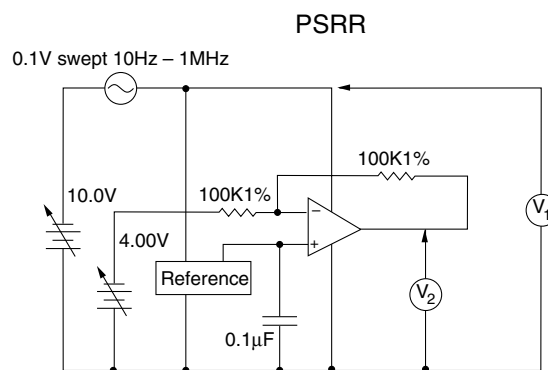 PSRR
0.1V swept 10Hz – 1MHz
100K1%
10.0V
100K1%
V1
4.00V
–
+
Reference
V2
0.1µF